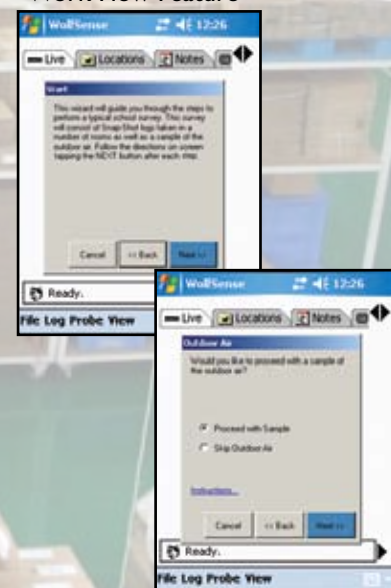 Work Flow Feature
WolfSense 12:26
Live Locations Notes
Start
This wizard will guide you through the steps to
perform a typical school survey. This survey
will consist of Snap-Shot logs taken in a
number of rooms as well as a sample of the
outdoor air. Follow the directions on screen
tapping the NEXT button after each step.
Cancel << Back Next >>
Ready.
File Log Probe View
WolfSense 12:26
Live Locations Notes
Outdoor Air
Would you like to proceed with a sample of
the outdoor air?
Proceed with Sample
Skip Outdoor Air
Instructions...
Cancel << Back Next >>
Ready.
File Log Probe View